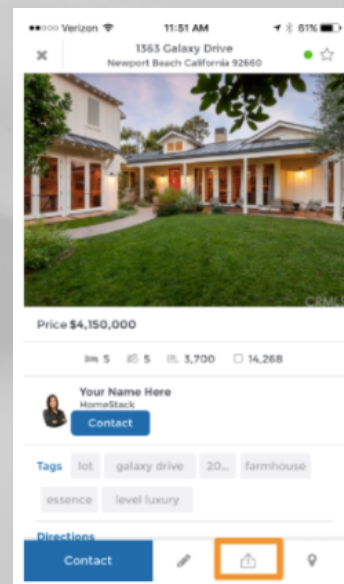 Verizon 11:51 AM 61%
1363 Galaxy Drive
Newport Beach California 92660
CRMLS
Price $4,150,000
5 5 3,700 14,268
Your Name Here
HomeStack
Contact
Tags lot galaxy drive 20... farmhouse
essence level luxury
Directions
Contact